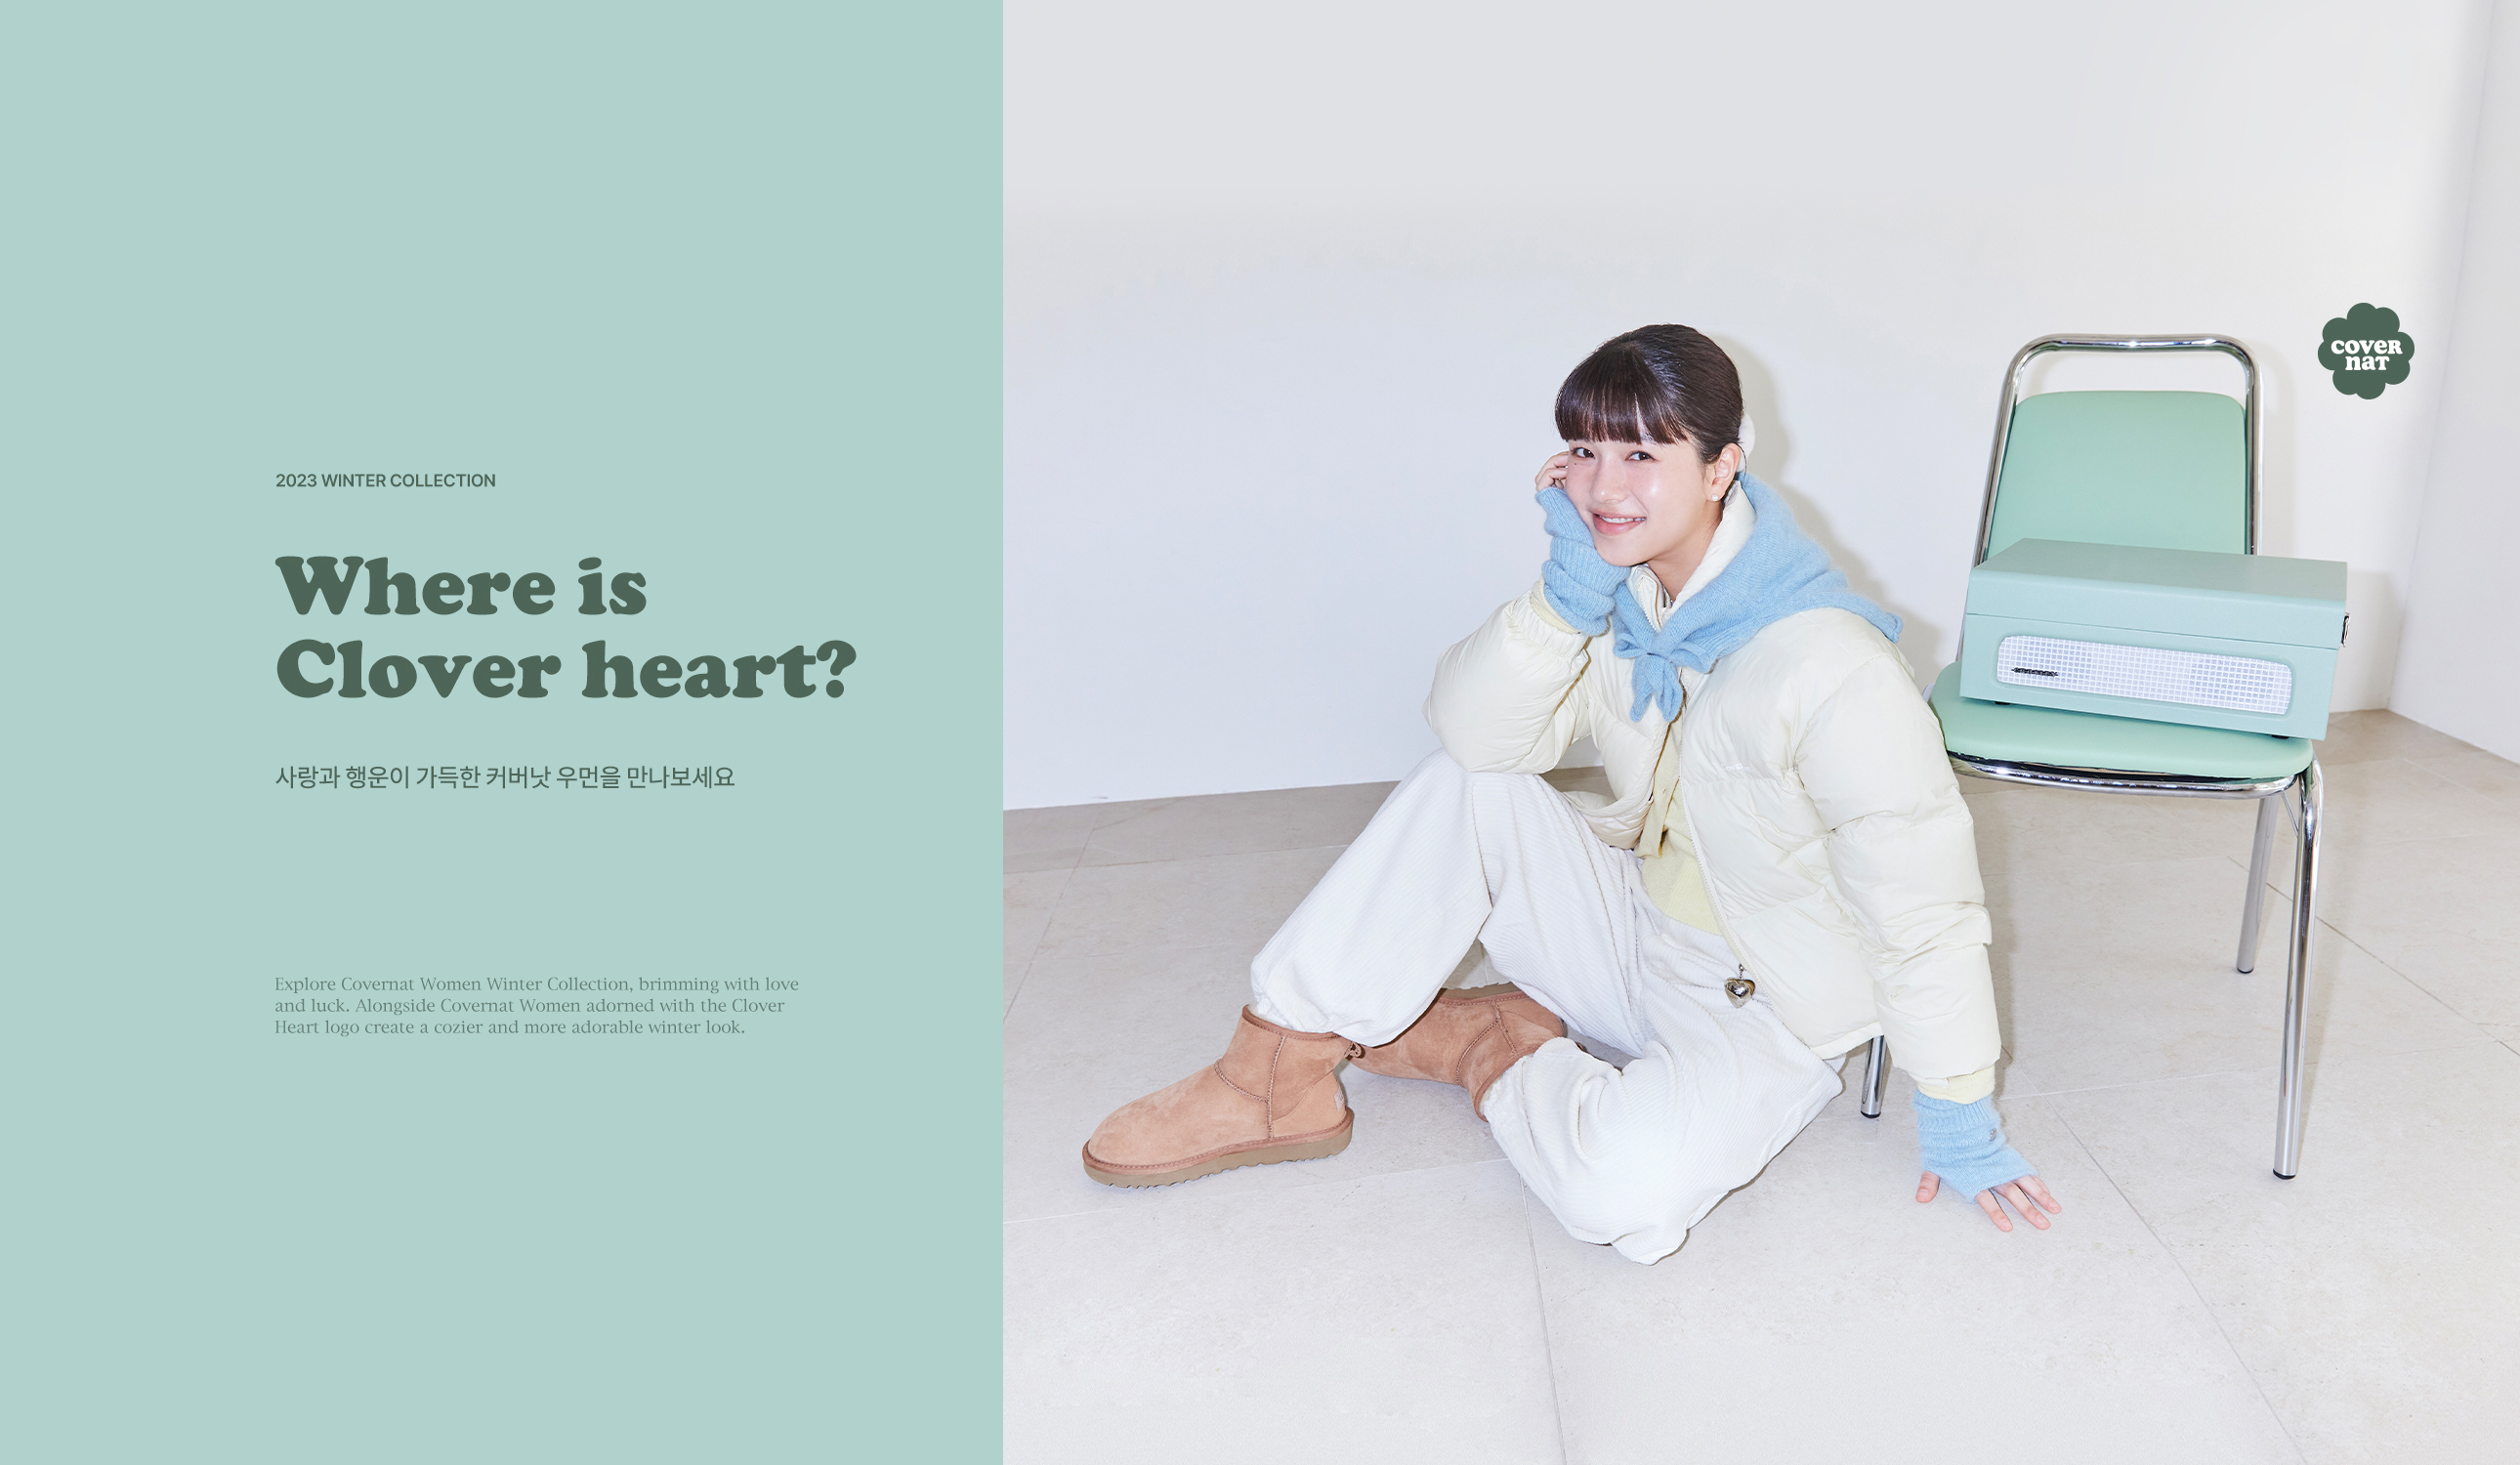 2023 WINTER COLLECTION
Where is
Clover heart?
사랑과 행운이 가득한 커버낫 우먼을 만나보세요
Explore Covernat Women Winter Collection, brimming with love
and luck. Alongside Covernat Women adorned with the Clover
Heart logo create a cozier and more adorable winter look.
COVER
NAT